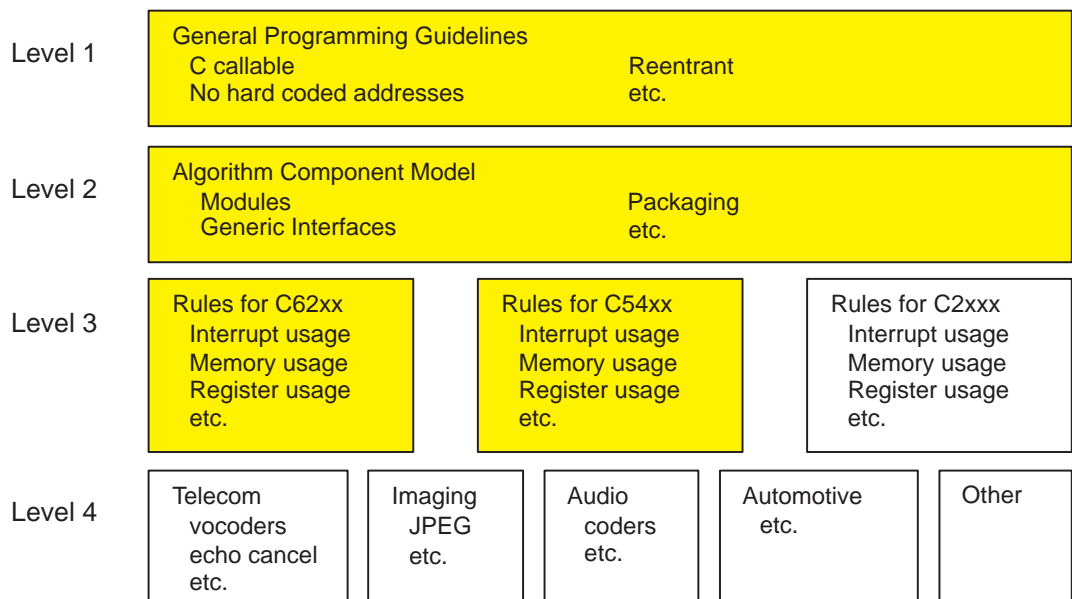 Level 1
General Programming Guidelines
C callable
Reentrant
No hard coded addresses
etc.
Level 2
Algorithm Component Model
Modules
Packaging
Generic Interfaces
etc.
Level 3
Rules for C62xx
Interrupt usage
Memory usage
Register usage
etc.
Rules for C54xx
Interrupt usage
Memory usage
Register usage
etc.
Rules for C2xxx
Interrupt usage
Memory usage
Register usage
etc.
Level 4
Telecom
vocoders
echo cancel
etc.
Imaging
JPEG
etc.
Audio
coders
etc.
Automotive
etc.
Other